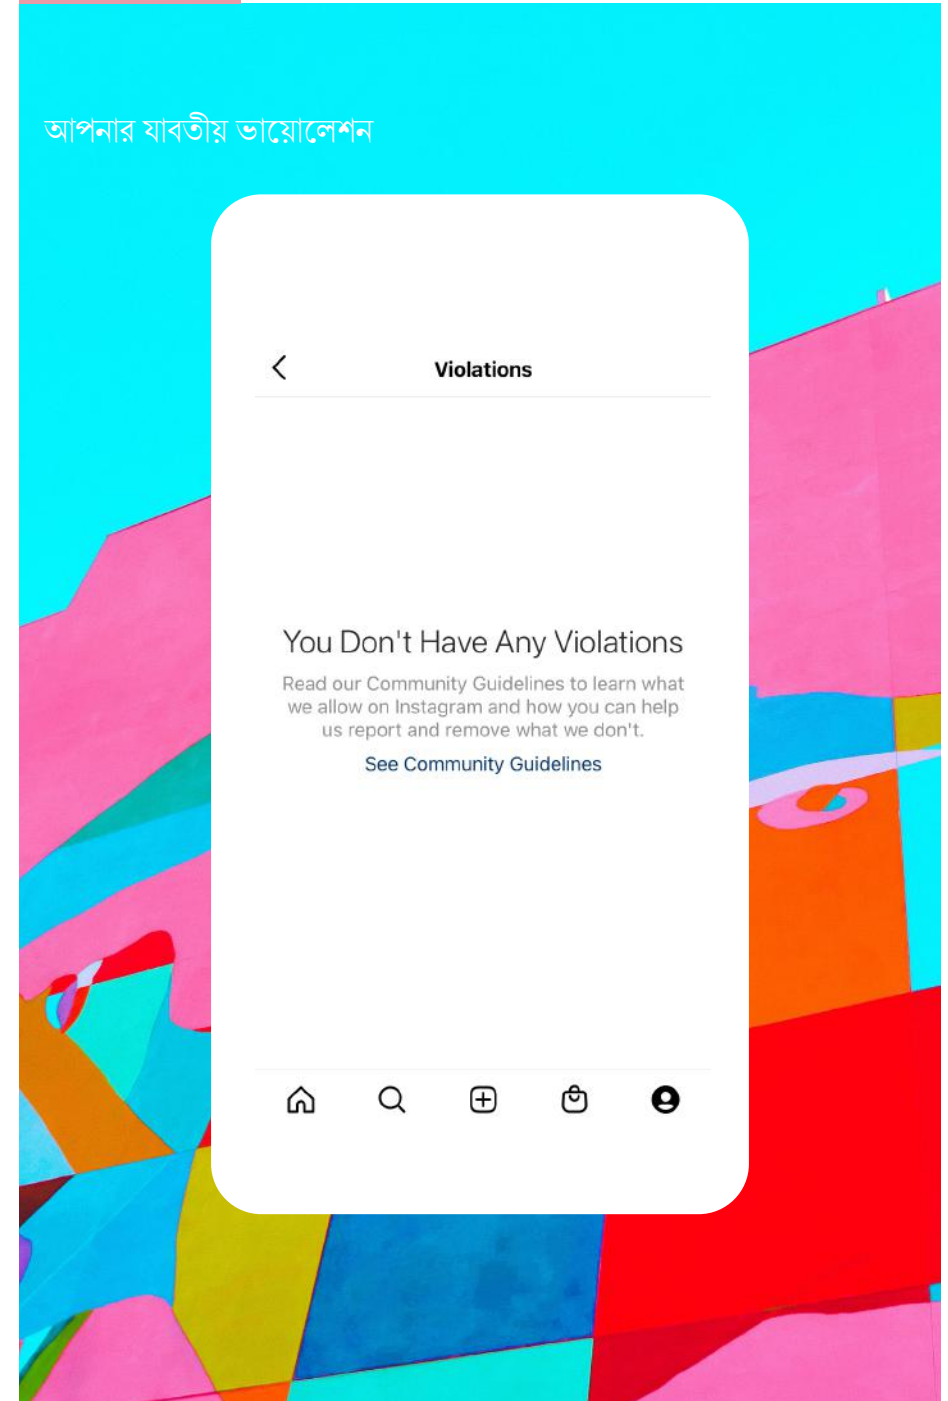 আপনার যাবতীয় ভায়োলেশন
Violations
You Don't Have Any Violations
Read our Community Guidelines to learn what
we allow on Instagram and how you can help
us report and remove what we don't.
See Community Guidelines